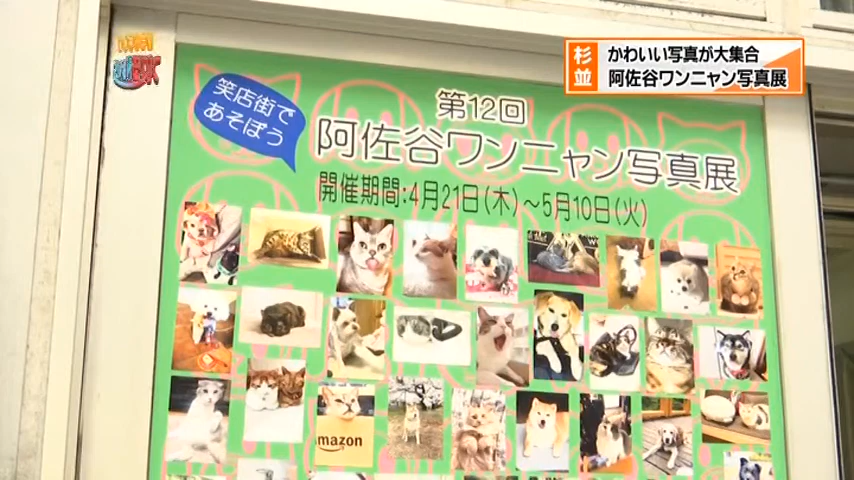 杉並
かわいい写真が大集合
阿佐谷ワンニャン写真展
笑店街で
あそぼう
第12回
阿佐谷ワンニャン写真展
開催期間:4月21日(木)～5月10日(火)
amazon